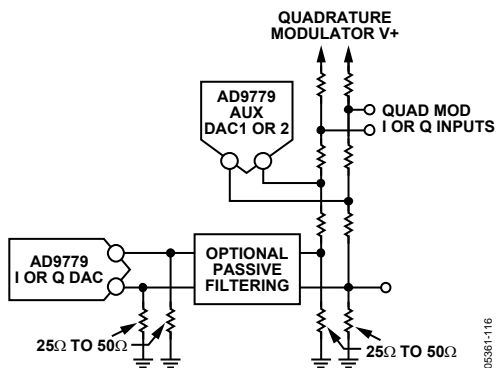 QUADRATURE
MODULATOR V+
AD9779
AUX
DAC1 OR 2
QUAD MOD
I OR Q INPUTS
AD9779
I OR Q DAC
OPTIONAL
PASSIVE
FILTERING
25Ω TO 50Ω
25Ω TO 50Ω
05361-116